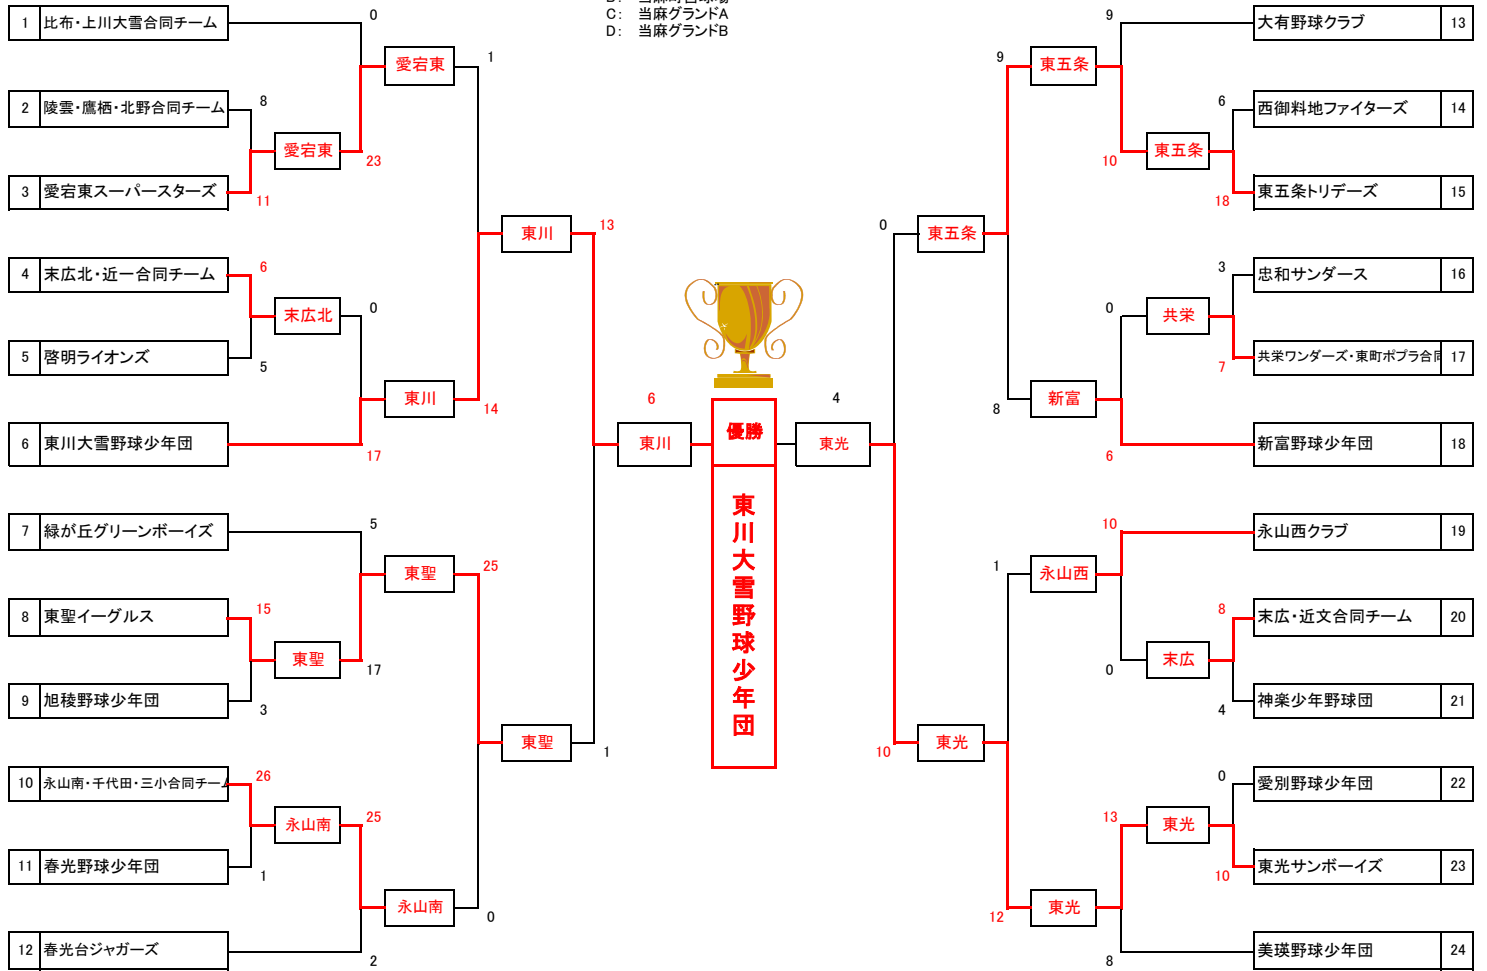 C： 当麻グランドA
D： 当麻グランドB
1 比布・上川大雪合同チーム
0
愛宕東
1
2 陵雲・鷹栖・北野合同チーム
8
愛宕東
23
3 愛宕東スーパースターズ
11
東川
13
4 末広北・近一合同チーム
6
末広北
0
5 啓明ライオンズ
5
東川
14
6 東川大雪野球少年団
17
東川
6
7 緑が丘グリーンボーイズ
5
東聖
25
8 東聖イーグルス
15
東聖
17
9 旭稜野球少年団
3
東聖
1
10 永山南・千代田・三小合同チーム
26
永山南
25
11 春光野球少年団
1
永山南
0
12 春光台ジャガーズ
2
優勝
東川大雪野球少年団
9
大有野球クラブ 13
9
東五条
6
西御料地ファイターズ 14
東五条
10
18
東五条トリデーズ 15
0
東五条
3
忠和サンダース 16
0
共栄
7
共栄ワンダーズ・東町ポプラ合同 17
8
新富
6
新富野球少年団 18
4
東光
10
永山西クラブ 19
1
永山西
8
末広・近文合同チーム 20
末広
0
4
神楽少年野球団 21
10
東光
0
愛別野球少年団 22
13
東光
10
東光サンボーイズ 23
12
東光
8
美瑛野球少年団 24